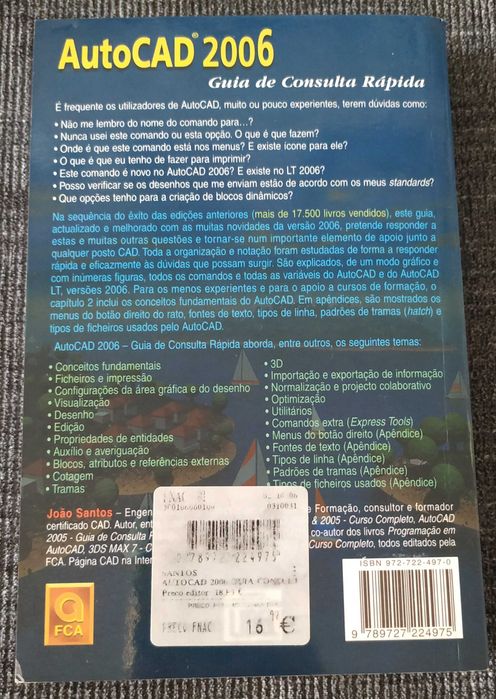 AutoCAD® 2006
Guia de Consulta Rápida
É frequente os utilizadores de AutoCAD, muito ou pouco experientes, terem dúvidas como:
• Não me lembro do nome do comando para...?
• Nunca usei este comando ou esta opção. O que é que fazem?
• Onde é que este comando está nos menus? E existe ícone para ele?
• O que é que eu tenho de fazer para imprimir?
• Este comando é novo no AutoCAD 2006? E existe no LT 2006?
• Posso verificar se os desenhos que me enviam estão de acordo com os meus standards?
• Que opções tenho para a criação de blocos dinâmicos?
Na sequência do êxito das edições anteriores (mais de 17.500 livros vendidos), este guia,
actualizado e melhorado com as muitas novidades da versão 2006, pretende responder a
estas e muitas outras questões e tornar-se num importante elemento de apoio junto a
qualquer posto CAD. Toda a organização e notação foram estudadas de forma a responder
rápida e eficazmente às dúvidas que possam surgir. São explicados, de um modo gráfico e
com inúmeras figuras, todos os comandos e todas as variáveis do AutoCAD e do AutoCAD
LT, versões 2006. Para os menos experientes e para o apoio a cursos de formação, o
capítulo 2 inclui os conceitos fundamentais do AutoCAD. Em apêndices, são mostrados os
menus do botão direito do rato, fontes de texto, tipos de linha, padrões de tramas (hatch) e
tipos de ficheiros usados pelo AutoCAD.
AutoCAD 2006 – Guia de Consulta Rápida aborda, entre outros, os seguintes temas:
• Conceitos fundamentais
• Ficheiros e impressão
• Configurações da área gráfica e do desenho
• Visualização
• Desenho
• Edição
• Propriedades de entidades
• Auxílio e averiguação
• Blocos, atributos e referências externas
• Cotagem
• Tramas
• 3D
• Importação e exportação de informação
• Normalização e projecto colaborativo
• Optimização
• Utilitários
• Comandos extra (Express Tools)
• Menus do botão direito (Apêndice)
• Fontes de texto (Apêndice)
• Tipos de linha (Apêndice)
• Padrões de tramas (Apêndice)
• Tipos de ficheiros usados (Apêndice)
João Santos – Engen e Formação, consultor e formador
certificado CAD. Autor, ent & 2005 - Curso Completo, AutoCAD
2005 - Guia de Consulta R co-autor dos livros Programação em
AutoCAD, 3DS MAX 7 - C Curso Completo, todos editados pela
FCA. Página CAD na Intern
FNAC
0310031
789727 224975
SANTOS
AUTOCAD 2006 GUIA CONSULT
Preco editor
PRECO FNAC 16 €
a
FCA
ISBN 972-722-497-0
9 789727 224975